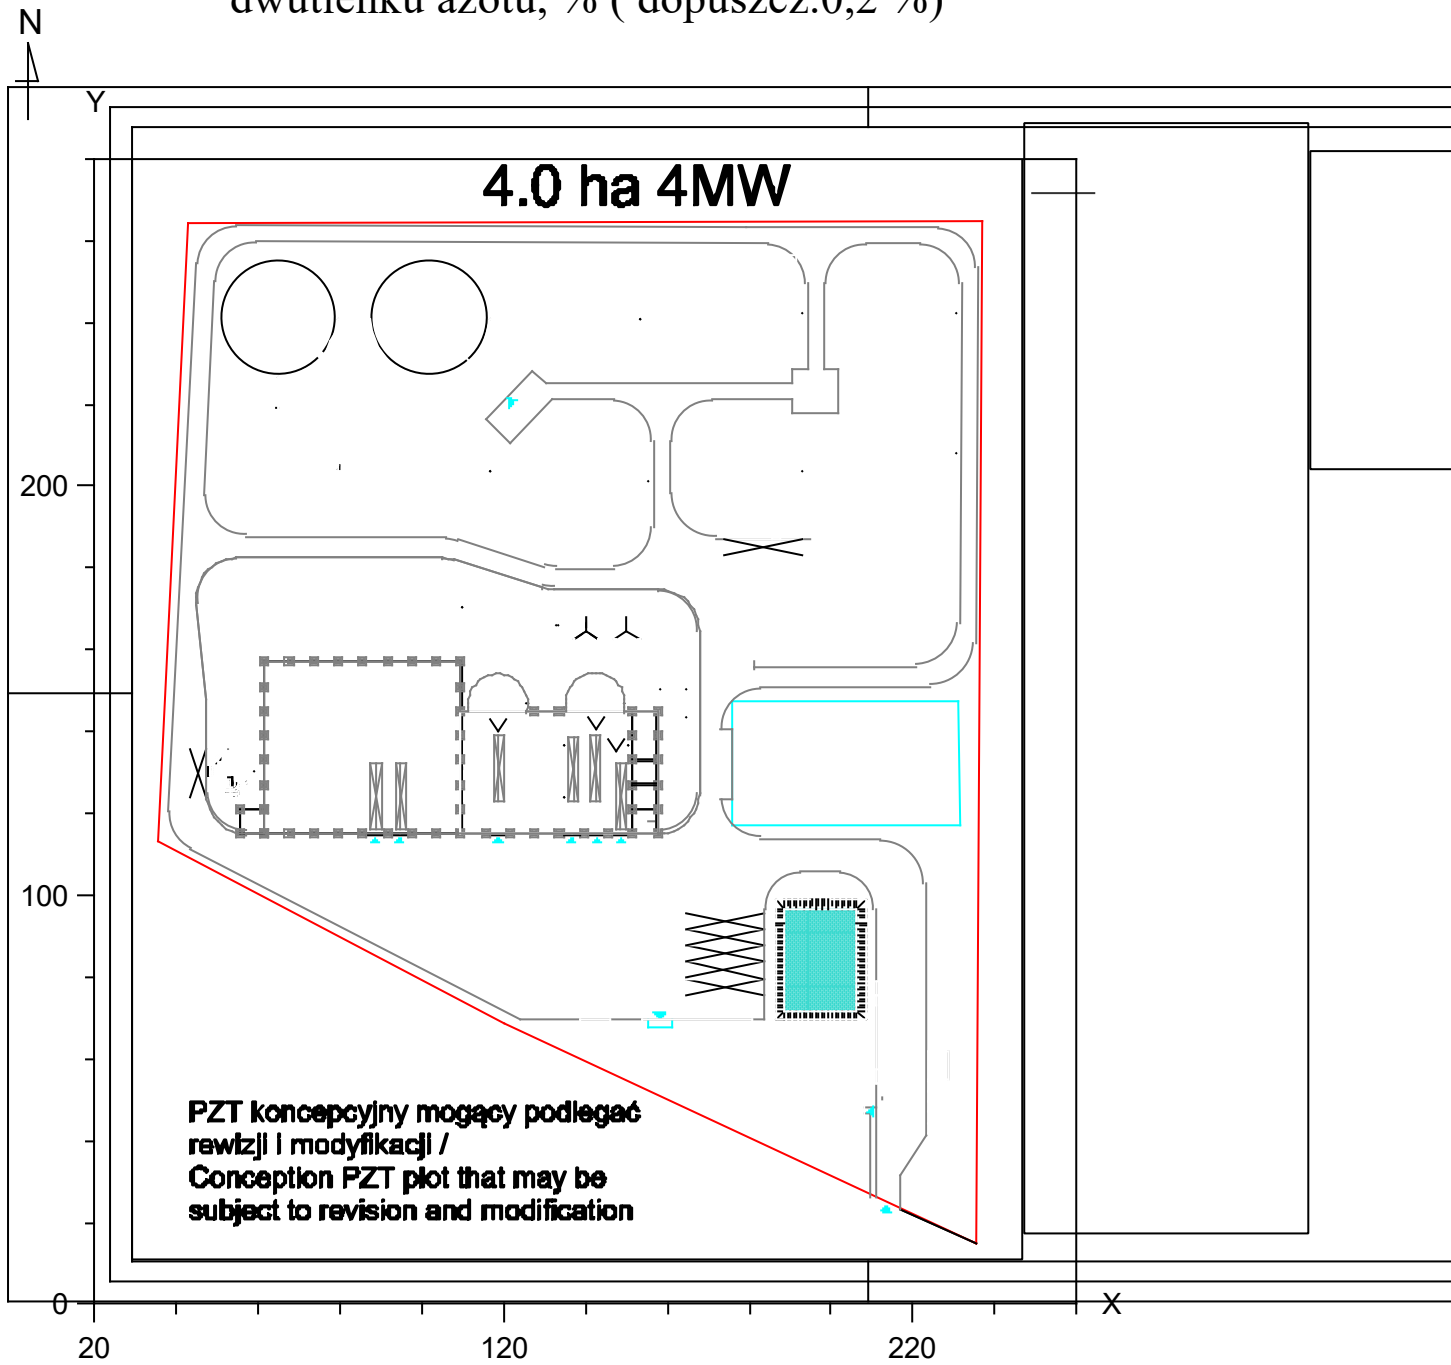 dwutlenku azotu, % ( dopuszcz.0,2 %)
N
Y
4.0 ha 4MW
200
100
PZT koncepcyjny mogący podlegać
rewizji i modyfikacji /
Conception PZT plot that may be
subject to revision and modification
0
X
20
120
220